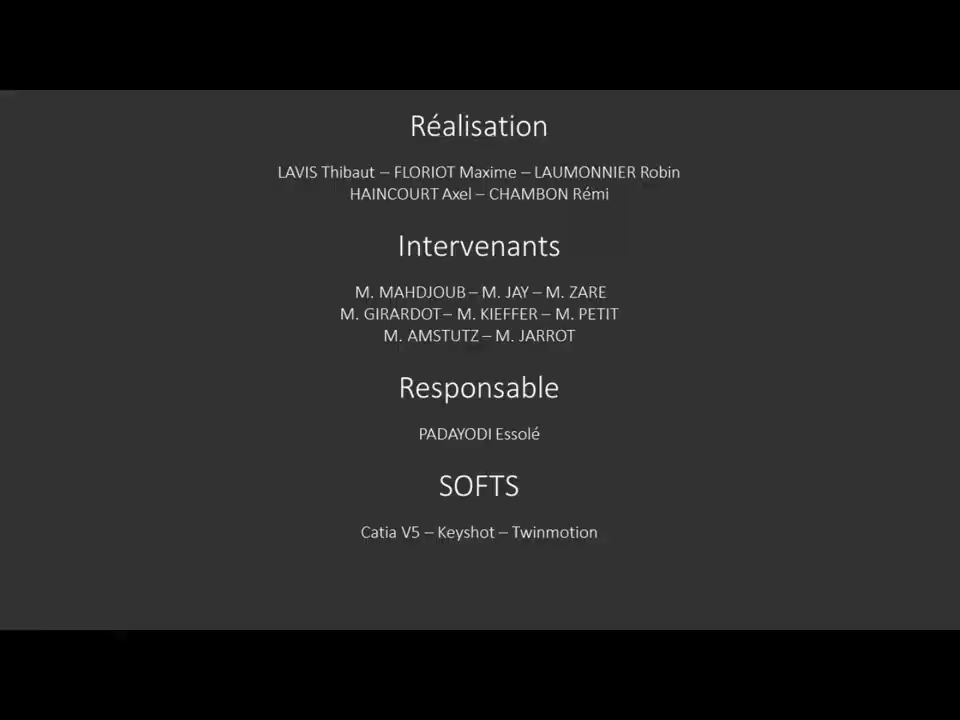 Réalisation
LAVIS Thibaut – FLORIOT Maxime – LAUMONNIER Robin
HAINCOURT Axel – CHAMBON Rémi
Intervenants
M. MAHDJOUB – M. JAY – M. ZARE
M. GIRARDOT – M. KIEFFER – M. PETIT
M. AMSTUTZ – M. JARROT
Responsable
PADAYODI Essolé
SOFTS
Catia V5 – Keyshot – Twinmotion